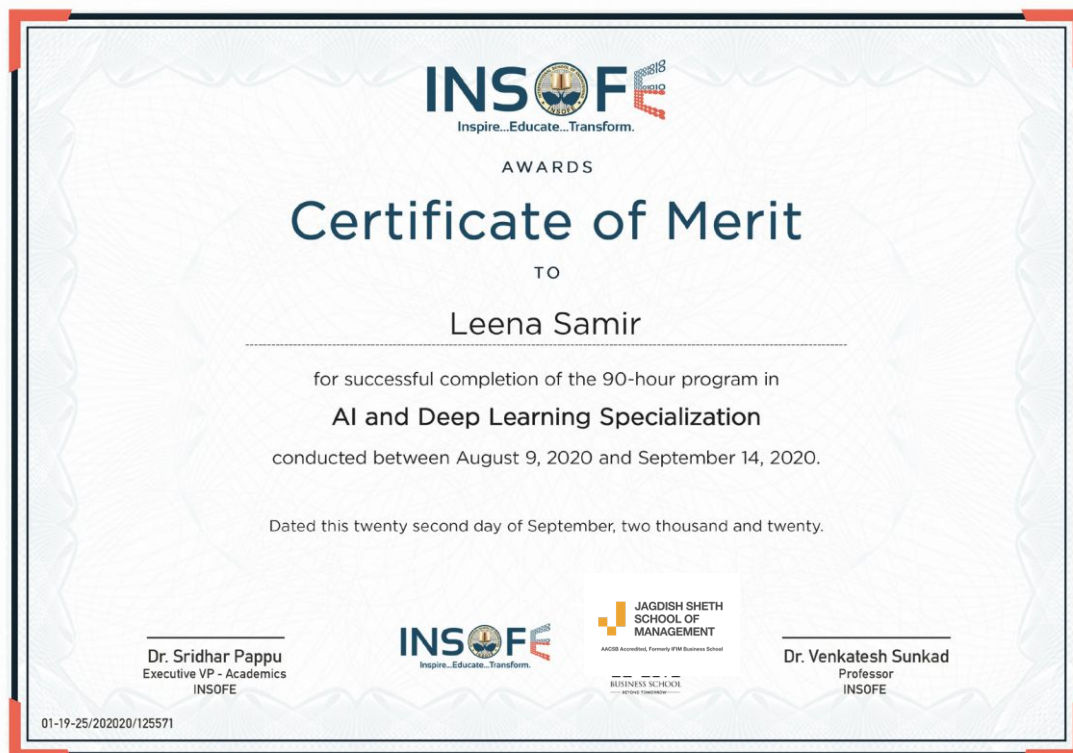 INSOFE
Inspire...Educate...Transform.
AWARDS
Certificate of Merit
TO
Leena Samir
for successful completion of the 90-hour program in
AI and Deep Learning Specialization
conducted between August 9, 2020 and September 14, 2020.
Dated this twenty second day of September, two thousand and twenty.
Dr. Sridhar Pappu
Executive VP - Academics
INSOFE
INSOFE
Inspire...Educate...Transform.
JAGDISH SHETH
SCHOOL OF
MANAGEMENT
AACSB Accredited, Formerly IFIM Business School
BUSINESS SCHOOL
BEYOND TOMORROW
Dr. Venkatesh Sunkad
Professor
INSOFE
01-19-25/202020/125571